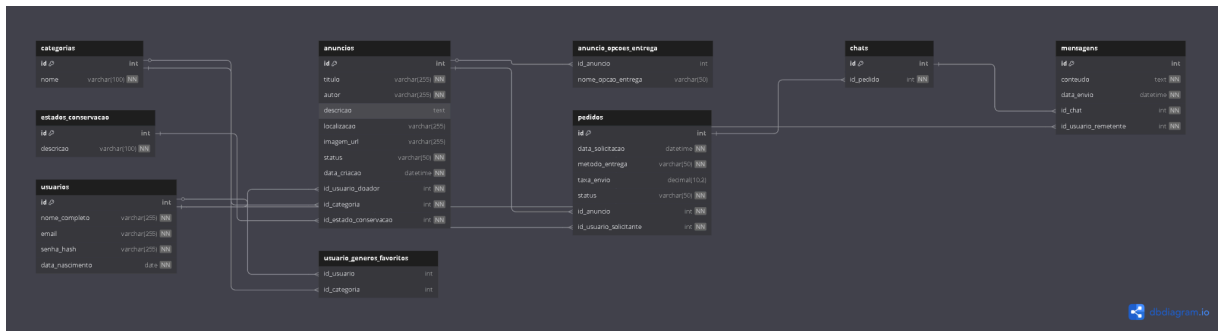 categorias
id int
nome varchar(100) NN
estados_conservacao
id int
descricao varchar(100) NN
usuarios
id int
nome_completo varchar(255) NN
email varchar(255) NN
senha_hash varchar(255) NN
data_nascimento date NN
anuncios
id int
titulo varchar(255) NN
autor varchar(255) NN
descricao text
localizacao varchar(255)
imagem_url varchar(255)
status varchar(50) NN
data_criacao datetime NN
id_usuario_doador int NN
id_categoria int NN
id_estado_conservacao int NN
usuario_generos_favoritos
id_usuario int
id_categoria int
anuncio_opcoes_entrega
id_anuncio int
nome_opcao_entrega varchar(50)
pedidos
id int
data_solicitacao datetime NN
metodo_entrega varchar(50) NN
taxa_envio decimal(10,2)
status varchar(50) NN
id_anuncio int NN
id_usuario_solicitante int NN
chats
id int
id_pedido int NN
mensagens
id int
conteudo text NN
data_envio datetime NN
id_chat int NN
id_usuario_remetente int NN
dbdiagram.io